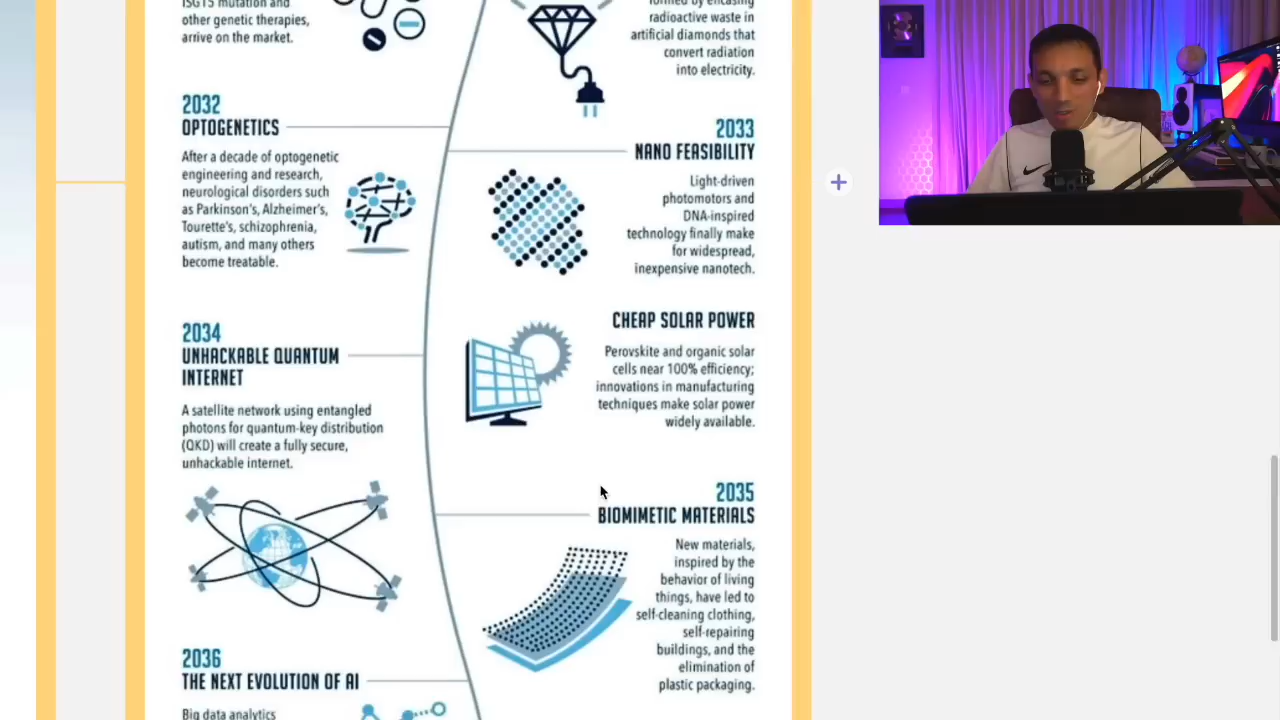 ISG15 mutation and
other genetic therapies,
arrive on the market.
formed by encasing
radioactive waste in
artificial diamonds that
convert radiation
into electricity.
2032
OPTOGENETICS
After a decade of optogenetic
engineering and research,
neurological disorders such
as Parkinson's, Alzheimer's,
Tourette's, schizophrenia,
autism, and many others
become treatable.
2033
NANO FEASIBILITY
Light-driven
photomotors and
DNA-inspired
technology finally make
for widespread,
inexpensive nanotech.
CHEAP SOLAR POWER
Perovskite and organic solar
cells near 100% efficiency;
innovations in manufacturing
techniques make solar power
widely available.
2034
UNHACKABLE QUANTUM
INTERNET
A satellite network using entangled
photons for quantum-key distribution
(QKD) will create a fully secure,
unhackable internet.
2035
BIOMIMETIC MATERIALS
New materials,
inspired by the
behavior of living
things, have led to
self-cleaning clothing,
self-repairing
buildings, and the
elimination of
plastic packaging.
2036
THE NEXT EVOLUTION OF AI
Big data analytics